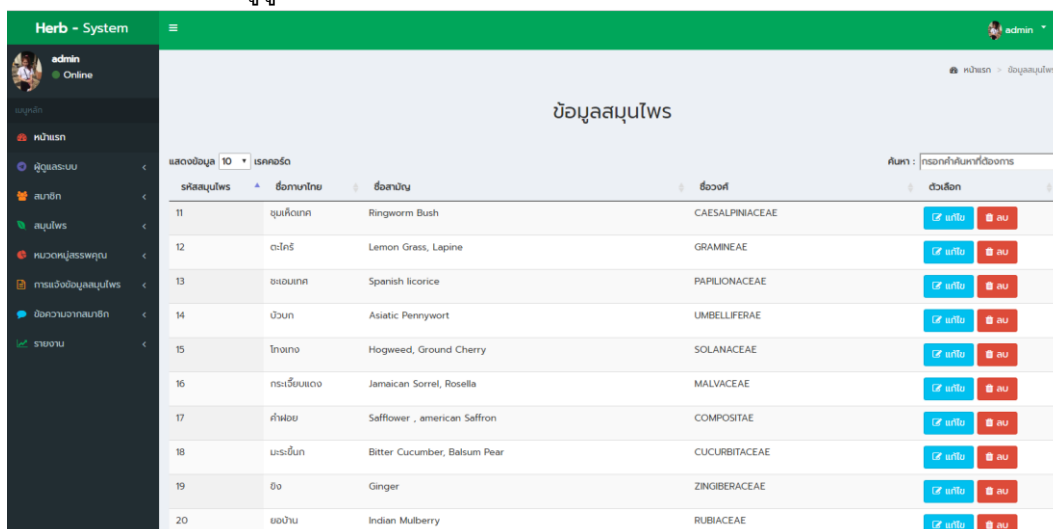 Herb - System
admin
admin
Online
หน้าแรก > ข้อมูลสมุนไพร
เมนูหลัก
ข้อมูลสมุนไพร
หน้าแรก
ผู้ดูแลระบบ
สมาชิก
สมุนไพร
หมวดหมู่สรรพคุณ
การแจ้งข้อมูลสมุนไพร
ข้อความจากสมาชิก
รายงาน
แสดงข้อมูล 10 เรคคอร์ด
ค้นหา : กรอกคำค้นหาที่ต้องการ
รหัสสมุนไพร ชื่อภาษาไทย ชื่อสามัญ ชื่อวงศ์ ตัวเลือก
11 ชุมเห็ดเทศ Ringworm Bush CAESALPINIACEAE แก้ไข ลบ
12 ตะไคร้ Lemon Grass, Lapine GRAMINEAE แก้ไข ลบ
13 ชะเอมเทศ Spanish licorice PAPILIONACEAE แก้ไข ลบ
14 บัวบก Asiatic Pennywort UMBELLIFERAE แก้ไข ลบ
15 โทงเทง Hogweed, Ground Cherry SOLANACEAE แก้ไข ลบ
16 กระเจี๊ยบแดง Jamaican Sorrel, Rosella MALVACEAE แก้ไข ลบ
17 คำฝอย Safflower , american Saffron COMPOSITAE แก้ไข ลบ
18 มะระขี้นก Bitter Cucumber, Balsum Pear CUCURBITACEAE แก้ไข ลบ
19 ขิง Ginger ZINGIBERACEAE แก้ไข ลบ
20 ยอบ้าน Indian Mulberry RUBIACEAE แก้ไข ลบ